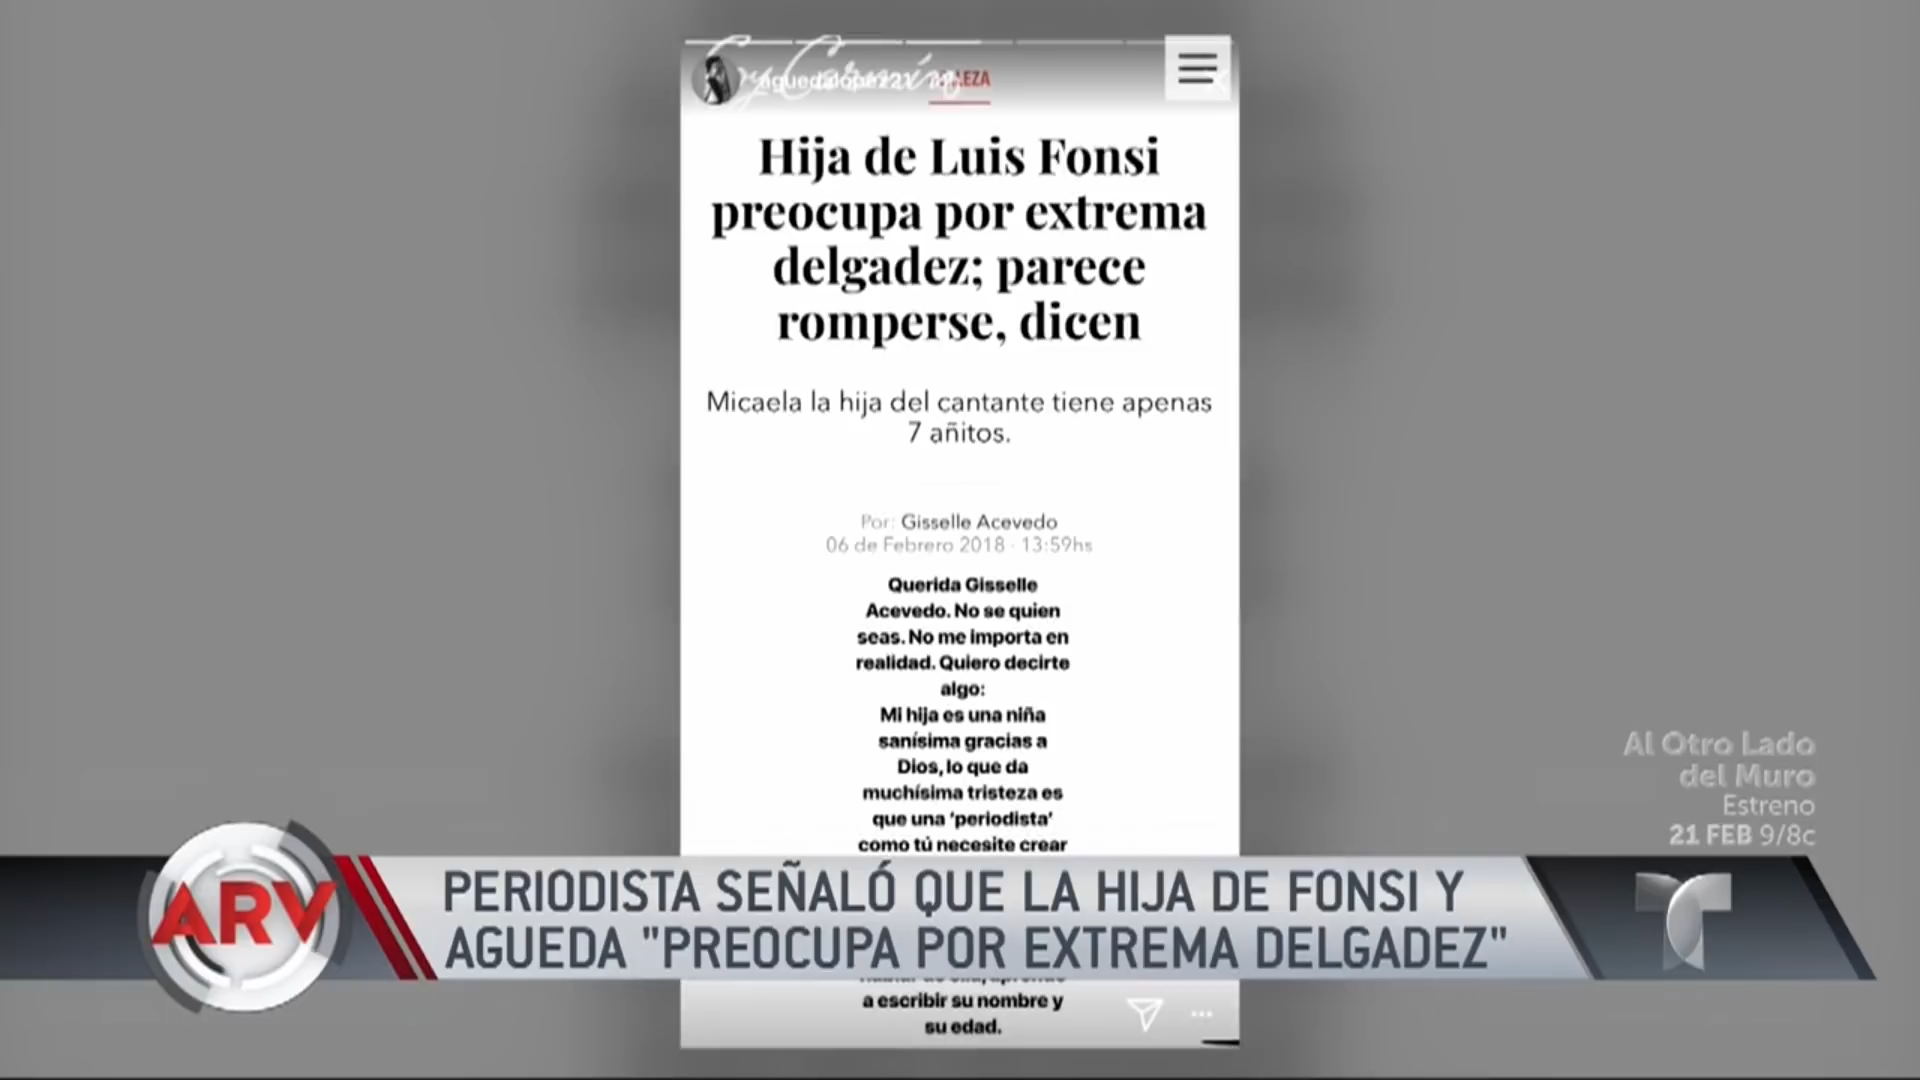 Soy Carmín
aguedalopez21
BELLEZA
Hija de Luis Fonsi
preocupa por extrema
delgadez; parece
romperse, dicen
Micaela la hija del cantante tiene apenas
7 añitos.
Por: Gisselle Acevedo
06 de Febrero 2018 · 13:59hs
Querida Gisselle
Acevedo. No se quien
seas. No me importa en
realidad. Quiero decirte
algo:
Mi hija es una niña
sanísima gracias a
Dios, lo que da
muchísima tristeza es
que una ‘periodista’
como tú necesite crear
a escribir su nombre y
su edad.
Al Otro Lado
del Muro
Estreno
21 FEB 9/8c
ARV
PERIODISTA SEÑALÓ QUE LA HIJA DE FONSI Y
AGUEDA "PREOCUPA POR EXTREMA DELGADEZ"